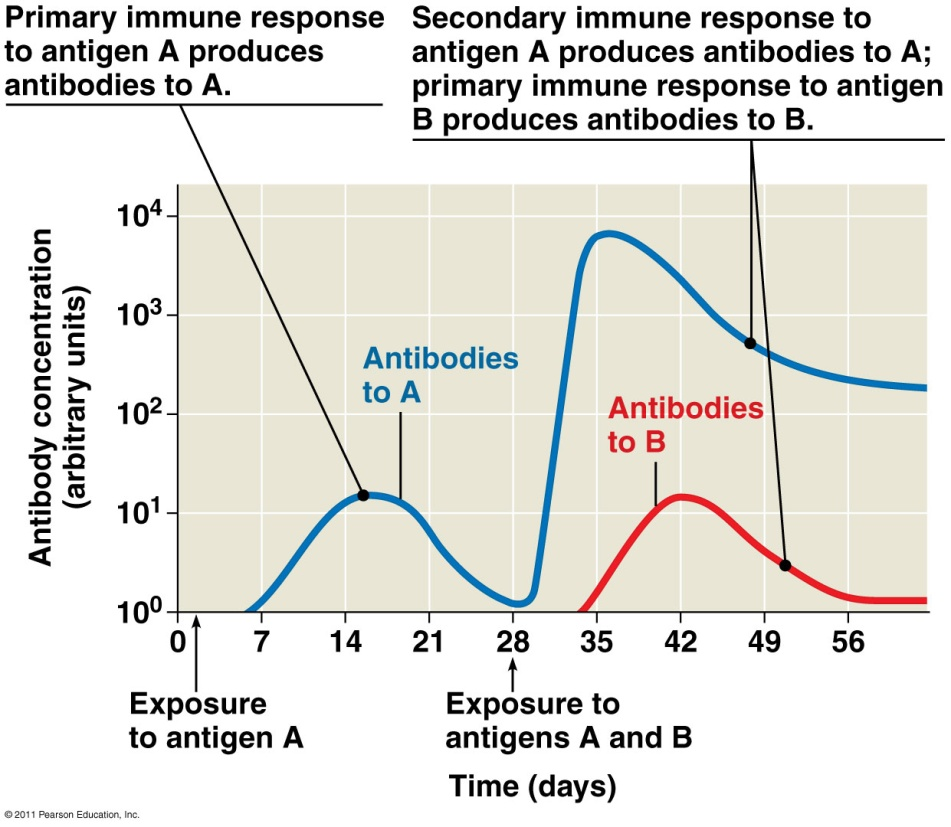 Primary immune response
to antigen A produces
antibodies to A.
Secondary immune response to
antigen A produces antibodies to A;
primary immune response to antigen
B produces antibodies to B.
Antibody concentration
(arbitrary units)
10⁴
10³
10²
10¹
10⁰
Antibodies
to A
Antibodies
to B
0 7 14 21 28 35 42 49 56
Exposure
to antigen A
Exposure to
antigens A and B
Time (days)
© 2011 Pearson Education, Inc.